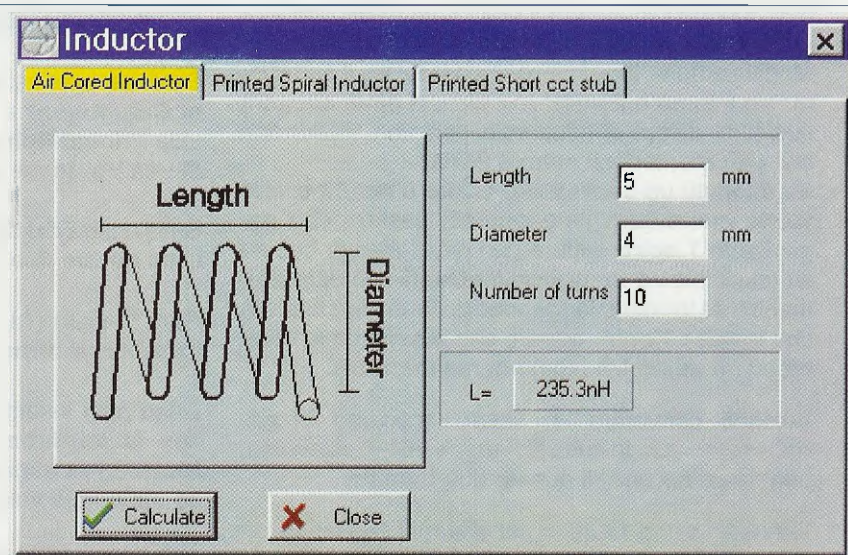 Inductor
Air Cored Inductor
Printed Spiral Inductor
Printed Short cct stub
Length
Diameter
Length
5
mm
Diameter
4
mm
Number of turns
10
L=
235.3nH
Calculate
Close